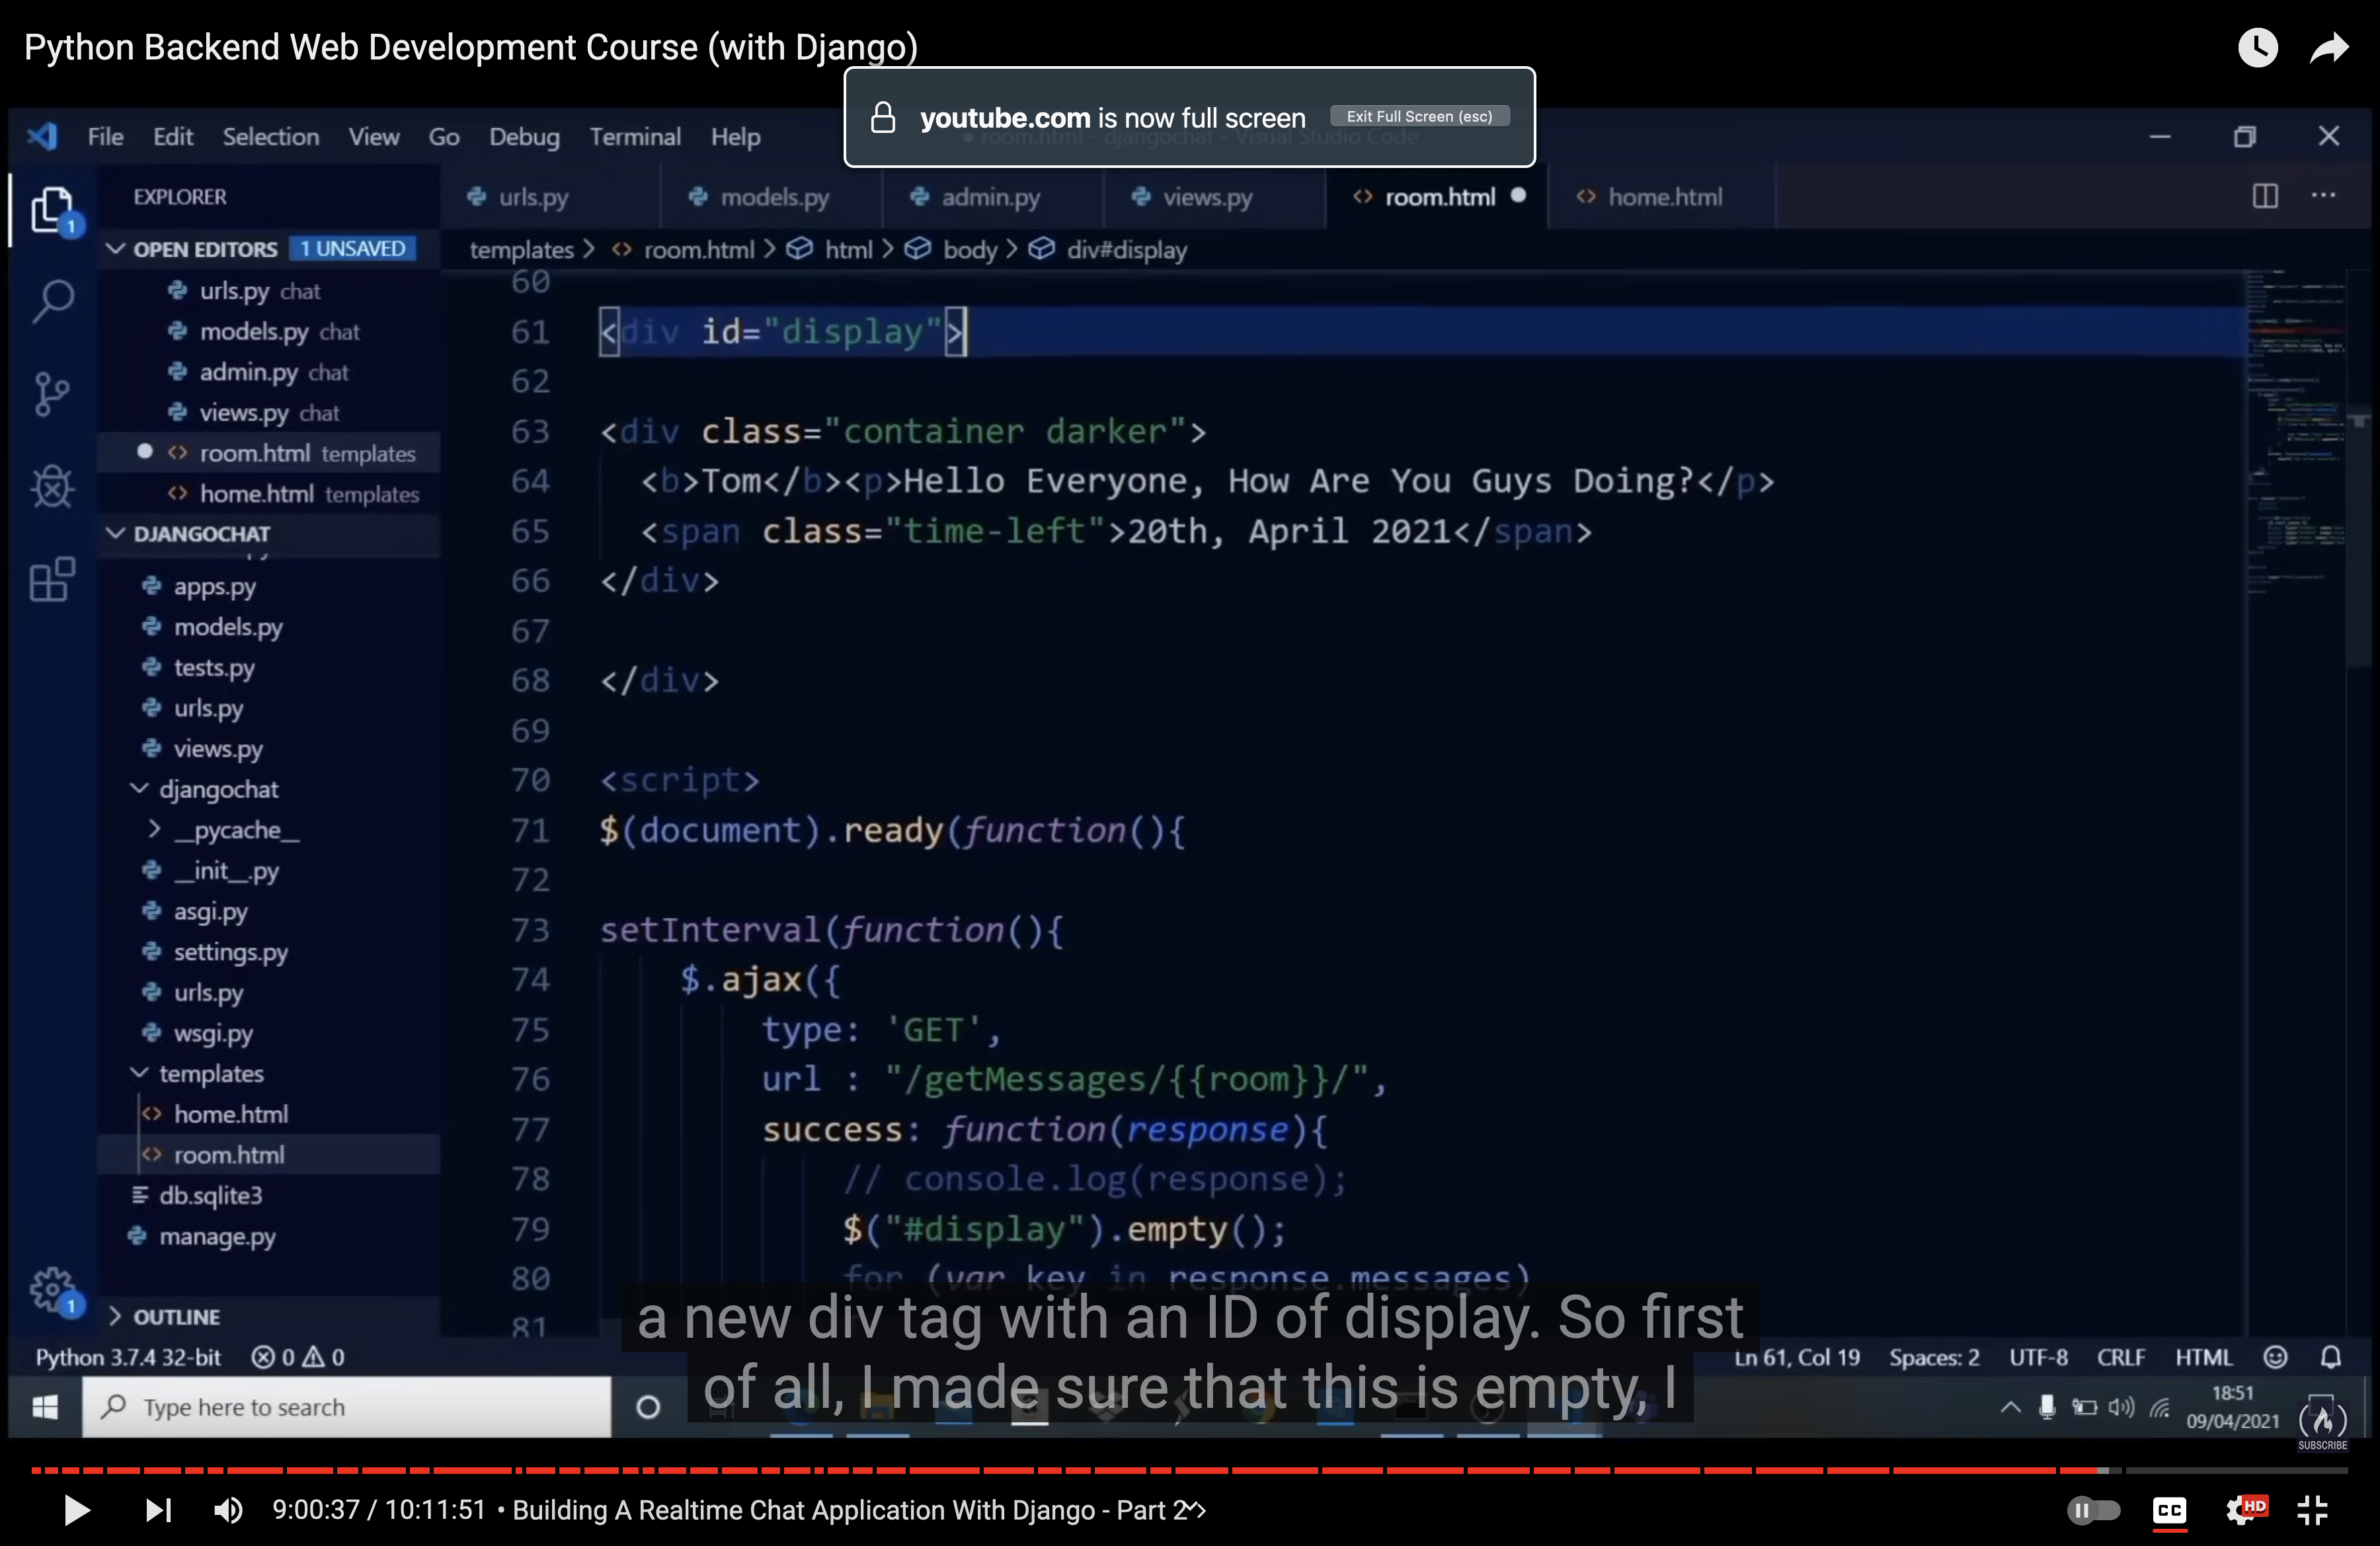 Python Backend Web Development Course (with Django)
youtube.com is now full screen Exit Full Screen (esc)
room.html - djangochat - Visual Studio Code
File Edit Selection View Go Debug Terminal Help
EXPLORER
OPEN EDITORS 1 UNSAVED
urls.py chat
models.py chat
admin.py chat
views.py chat
room.html templates
home.html templates
DJANGOCHAT
apps.py
models.py
tests.py
urls.py
views.py
djangochat
__pycache__
__init__.py
asgi.py
settings.py
urls.py
wsgi.py
templates
home.html
room.html
db.sqlite3
manage.py
OUTLINE
1
1
urls.py models.py admin.py views.py room.html home.html
templates > room.html > html > body > div#display
60
61 <div id="display">
62
63 <div class="container darker">
64 <b>Tom</b><p>Hello Everyone, How Are You Guys Doing?</p>
65 <span class="time-left">20th, April 2021</span>
66 </div>
67
68 </div>
69
70 <script>
71 $(document).ready(function(){
72
73 setInterval(function(){
74 $.ajax({
75 type: 'GET',
76 url : "/getMessages/{{room}}/",
77 success: function(response){
78 // console.log(response);
79 $("#display").empty();
80 for (var key in response.messages)
81
a new div tag with an ID of display. So first
of all, I made sure that this is empty, I
Python 3.7.4 32-bit 0 0 Ln 61, Col 19 Spaces: 2 UTF-8 CRLF HTML
Type here to search
18:51
09/04/2021
SUBSCRIBE
9:00:37 / 10:11:51 • Building A Realtime Chat Application With Django - Part 2
CC HD